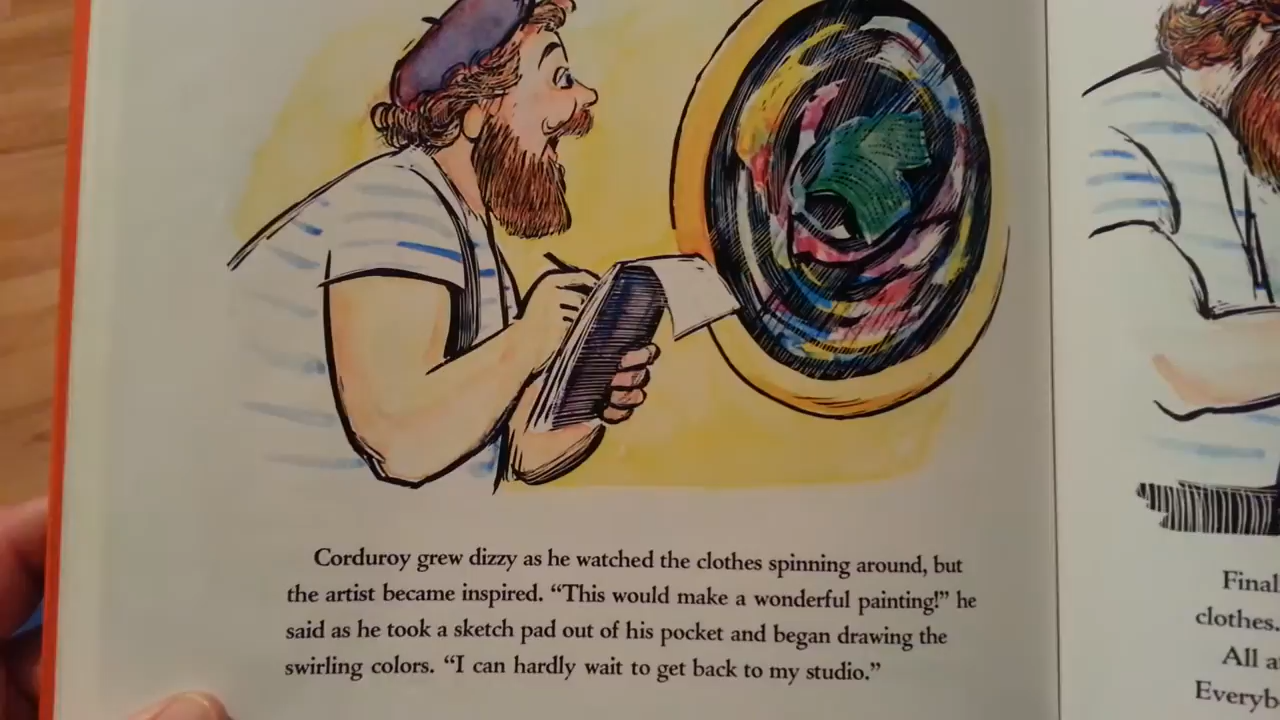 Corduroy grew dizzy as he watched the clothes spinning around, but
the artist became inspired. “This would make a wonderful painting!” he
said as he took a sketch pad out of his pocket and began drawing the
swirling colors. “I can hardly wait to get back to my studio.”
clothes.
All